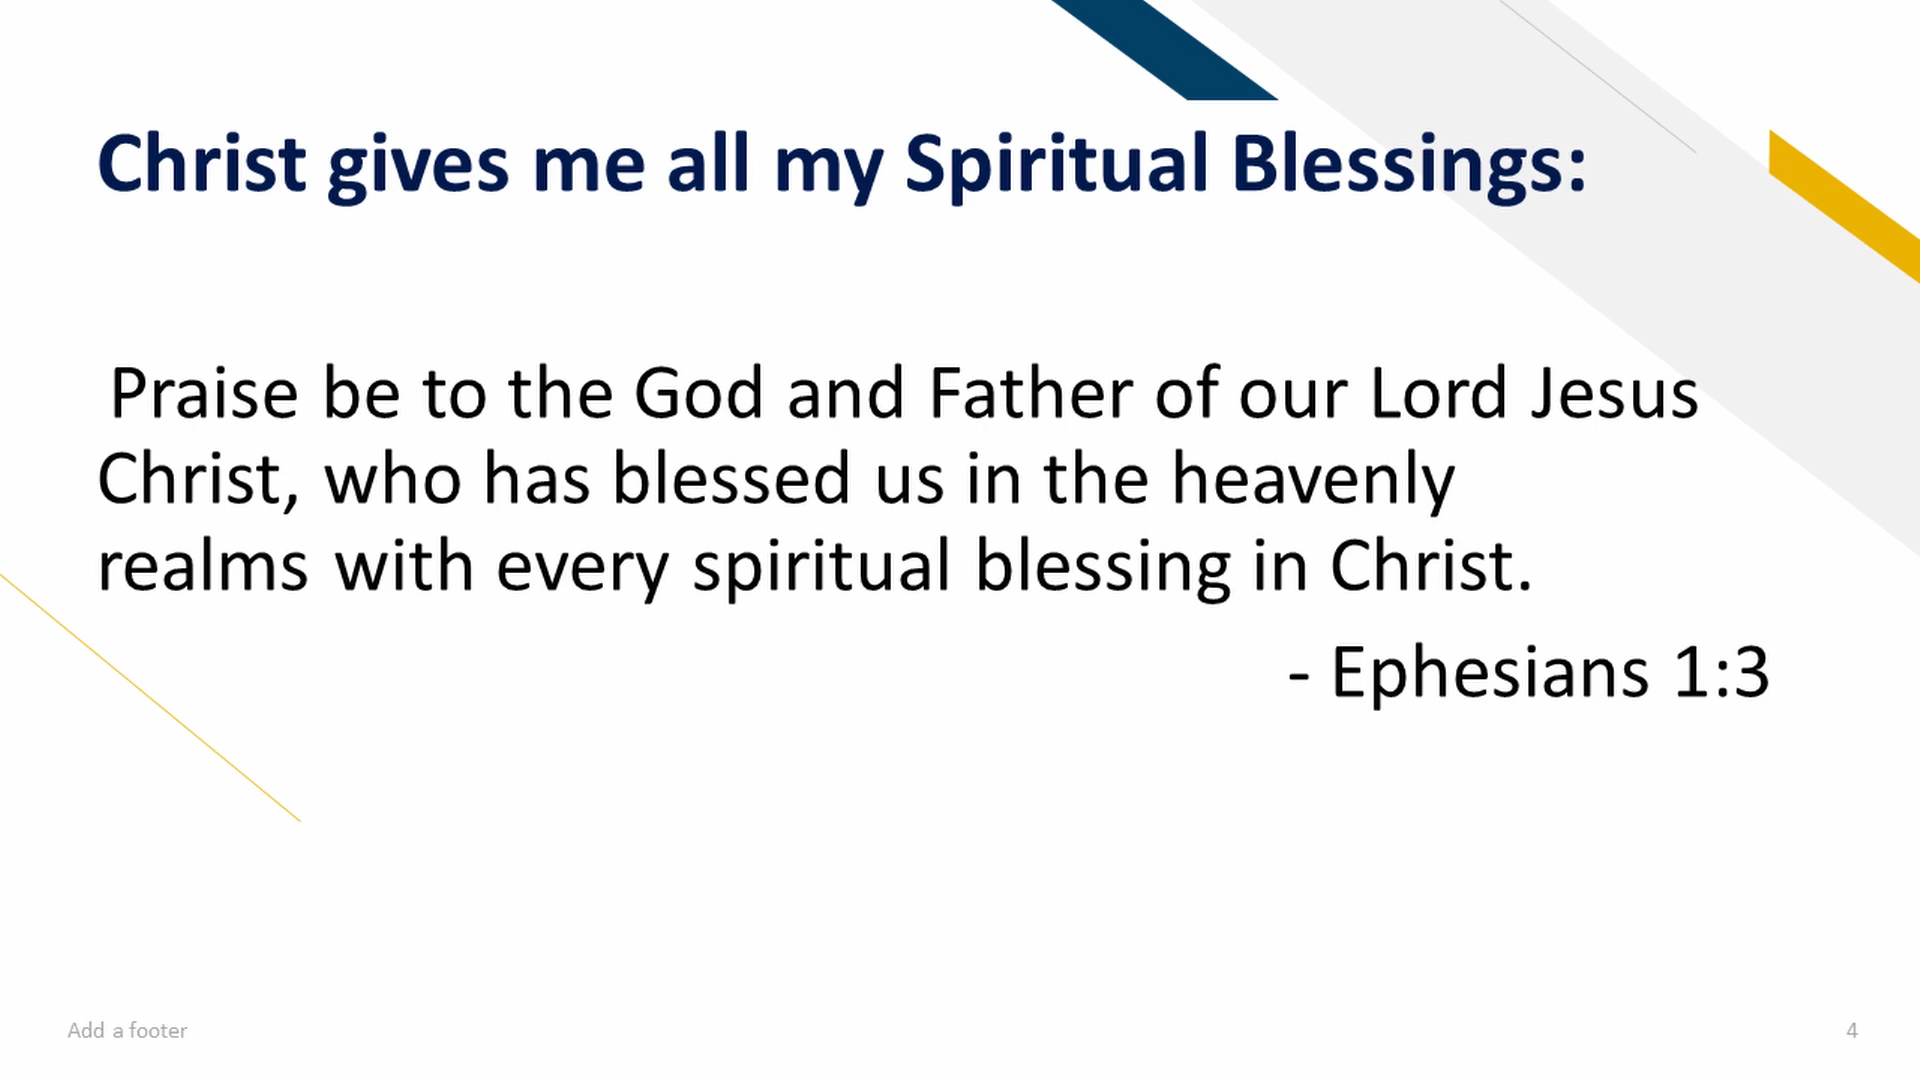 Christ gives me all my Spiritual Blessings:
Praise be to the God and Father of our Lord Jesus
Christ, who has blessed us in the heavenly
realms with every spiritual blessing in Christ.
- Ephesians 1:3
Add a footer
4